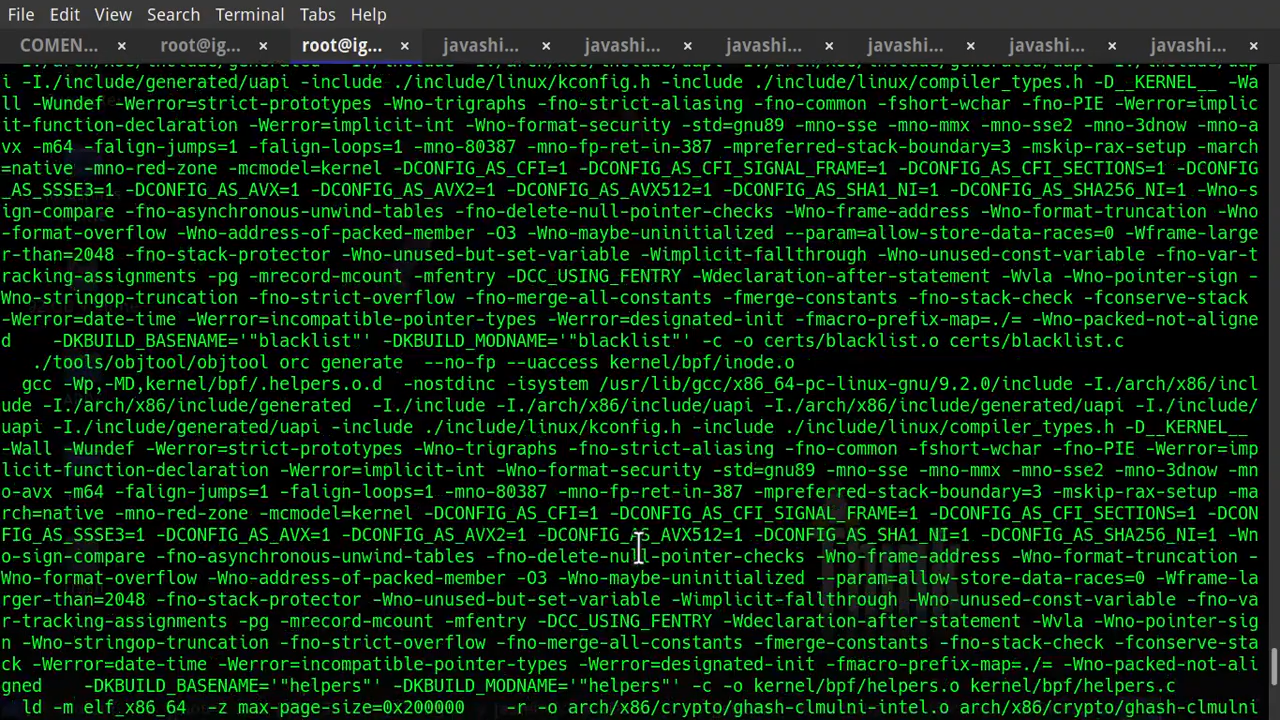 File Edit View Search Terminal Tabs Help
COMEN... × root@ig... × root@ig... × javashi... × javashi... × javashi... × javashi... × javashi... × javashi... ×
i -I./include/generated/uapi -include ./include/linux/kconfig.h -include ./include/linux/compiler_types.h -D__KERNEL__ -Wa
ll -Wundef -Werror=strict-prototypes -Wno-trigraphs -fno-strict-aliasing -fno-common -fshort-wchar -fno-PIE -Werror=implic
it-function-declaration -Werror=implicit-int -Wno-format-security -std=gnu89 -mno-sse -mno-mmx -mno-sse2 -mno-3dnow -mno-a
vx -m64 -falign-jumps=1 -falign-loops=1 -mno-80387 -mno-fp-ret-in-387 -mpreferred-stack-boundary=3 -mskip-rax-setup -march
=native -mno-red-zone -mcmodel=kernel -DCONFIG_AS_CFI=1 -DCONFIG_AS_CFI_SIGNAL_FRAME=1 -DCONFIG_AS_CFI_SECTIONS=1 -DCONFIG
_AS_SSSE3=1 -DCONFIG_AS_AVX=1 -DCONFIG_AS_AVX2=1 -DCONFIG_AS_AVX512=1 -DCONFIG_AS_SHA1_NI=1 -DCONFIG_AS_SHA256_NI=1 -Wno-s
ign-compare -fno-asynchronous-unwind-tables -fno-delete-null-pointer-checks -Wno-frame-address -Wno-format-truncation -Wno
-format-overflow -Wno-address-of-packed-member -O3 -Wno-maybe-uninitialized --param=allow-store-data-races=0 -Wframe-large
r-than=2048 -fno-stack-protector -Wno-unused-but-set-variable -Wimplicit-fallthrough -Wno-unused-const-variable -fno-var-t
racking-assignments -pg -mrecord-mcount -mfentry -DCC_USING_FENTRY -Wdeclaration-after-statement -Wvla -Wno-pointer-sign -
Wno-stringop-truncation -fno-strict-overflow -fno-merge-all-constants -fmerge-constants -fno-stack-check -fconserve-stack
-Werror=date-time -Werror=incompatible-pointer-types -Werror=designated-init -fmacro-prefix-map=./= -Wno-packed-not-aligne
d    -DKBUILD_BASENAME='"blacklist"' -DKBUILD_MODNAME='"blacklist"' -c -o certs/blacklist.o certs/blacklist.c
   ./tools/objtool/objtool orc generate  --no-fp --uaccess kernel/bpf/inode.o
  gcc -Wp,-MD,kernel/bpf/.helpers.o.d  -nostdinc -isystem /usr/lib/gcc/x86_64-pc-linux-gnu/9.2.0/include -I./arch/x86/incl
ude -I./arch/x86/include/generated  -I./include -I./arch/x86/include/uapi -I./arch/x86/include/generated/uapi -I./include/
uapi -I./include/generated/uapi -include ./include/linux/kconfig.h -include ./include/linux/compiler_types.h -D__KERNEL__
-Wall -Wundef -Werror=strict-prototypes -Wno-trigraphs -fno-strict-aliasing -fno-common -fshort-wchar -fno-PIE -Werror=imp
licit-function-declaration -Werror=implicit-int -Wno-format-security -std=gnu89 -mno-sse -mno-mmx -mno-sse2 -mno-3dnow -mn
o-avx -m64 -falign-jumps=1 -falign-loops=1 -mno-80387 -mno-fp-ret-in-387 -mpreferred-stack-boundary=3 -mskip-rax-setup -ma
rch=native -mno-red-zone -mcmodel=kernel -DCONFIG_AS_CFI=1 -DCONFIG_AS_CFI_SIGNAL_FRAME=1 -DCONFIG_AS_CFI_SECTIONS=1 -DCON
FIG_AS_SSSE3=1 -DCONFIG_AS_AVX=1 -DCONFIG_AS_AVX2=1 -DCONFIG_AS_AVX512=1 -DCONFIG_AS_SHA1_NI=1 -DCONFIG_AS_SHA256_NI=1 -Wn
o-sign-compare -fno-asynchronous-unwind-tables -fno-delete-null-pointer-checks -Wno-frame-address -Wno-format-truncation -
Wno-format-overflow -Wno-address-of-packed-member -O3 -Wno-maybe-uninitialized --param=allow-store-data-races=0 -Wframe-la
rger-than=2048 -fno-stack-protector -Wno-unused-but-set-variable -Wimplicit-fallthrough -Wno-unused-const-variable -fno-va
r-tracking-assignments -pg -mrecord-mcount -mfentry -DCC_USING_FENTRY -Wdeclaration-after-statement -Wvla -Wno-pointer-sig
n -Wno-stringop-truncation -fno-strict-overflow -fno-merge-all-constants -fmerge-constants -fno-stack-check -fconserve-sta
ck -Werror=date-time -Werror=incompatible-pointer-types -Werror=designated-init -fmacro-prefix-map=./= -Wno-packed-not-ali
gned    -DKBUILD_BASENAME='"helpers"' -DKBUILD_MODNAME='"helpers"' -c -o kernel/bpf/helpers.o kernel/bpf/helpers.c
  ld -m elf_x86_64  -z max-page-size=0x200000    -r -o arch/x86/crypto/ghash-clmulni-intel.o arch/x86/crypto/ghash-clmulni